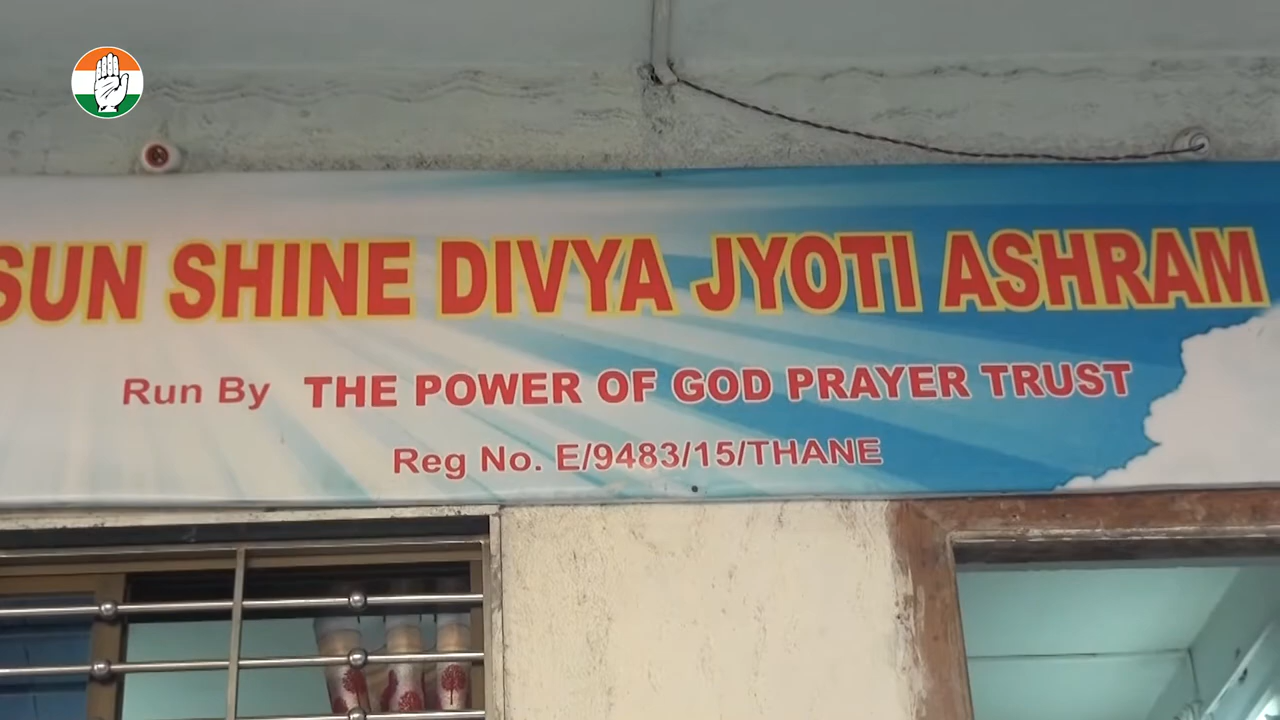 SUN SHINE DIVYA JYOTI ASHRAM
Run By THE POWER OF GOD PRAYER TRUST
Reg No. E/9483/15/THANE